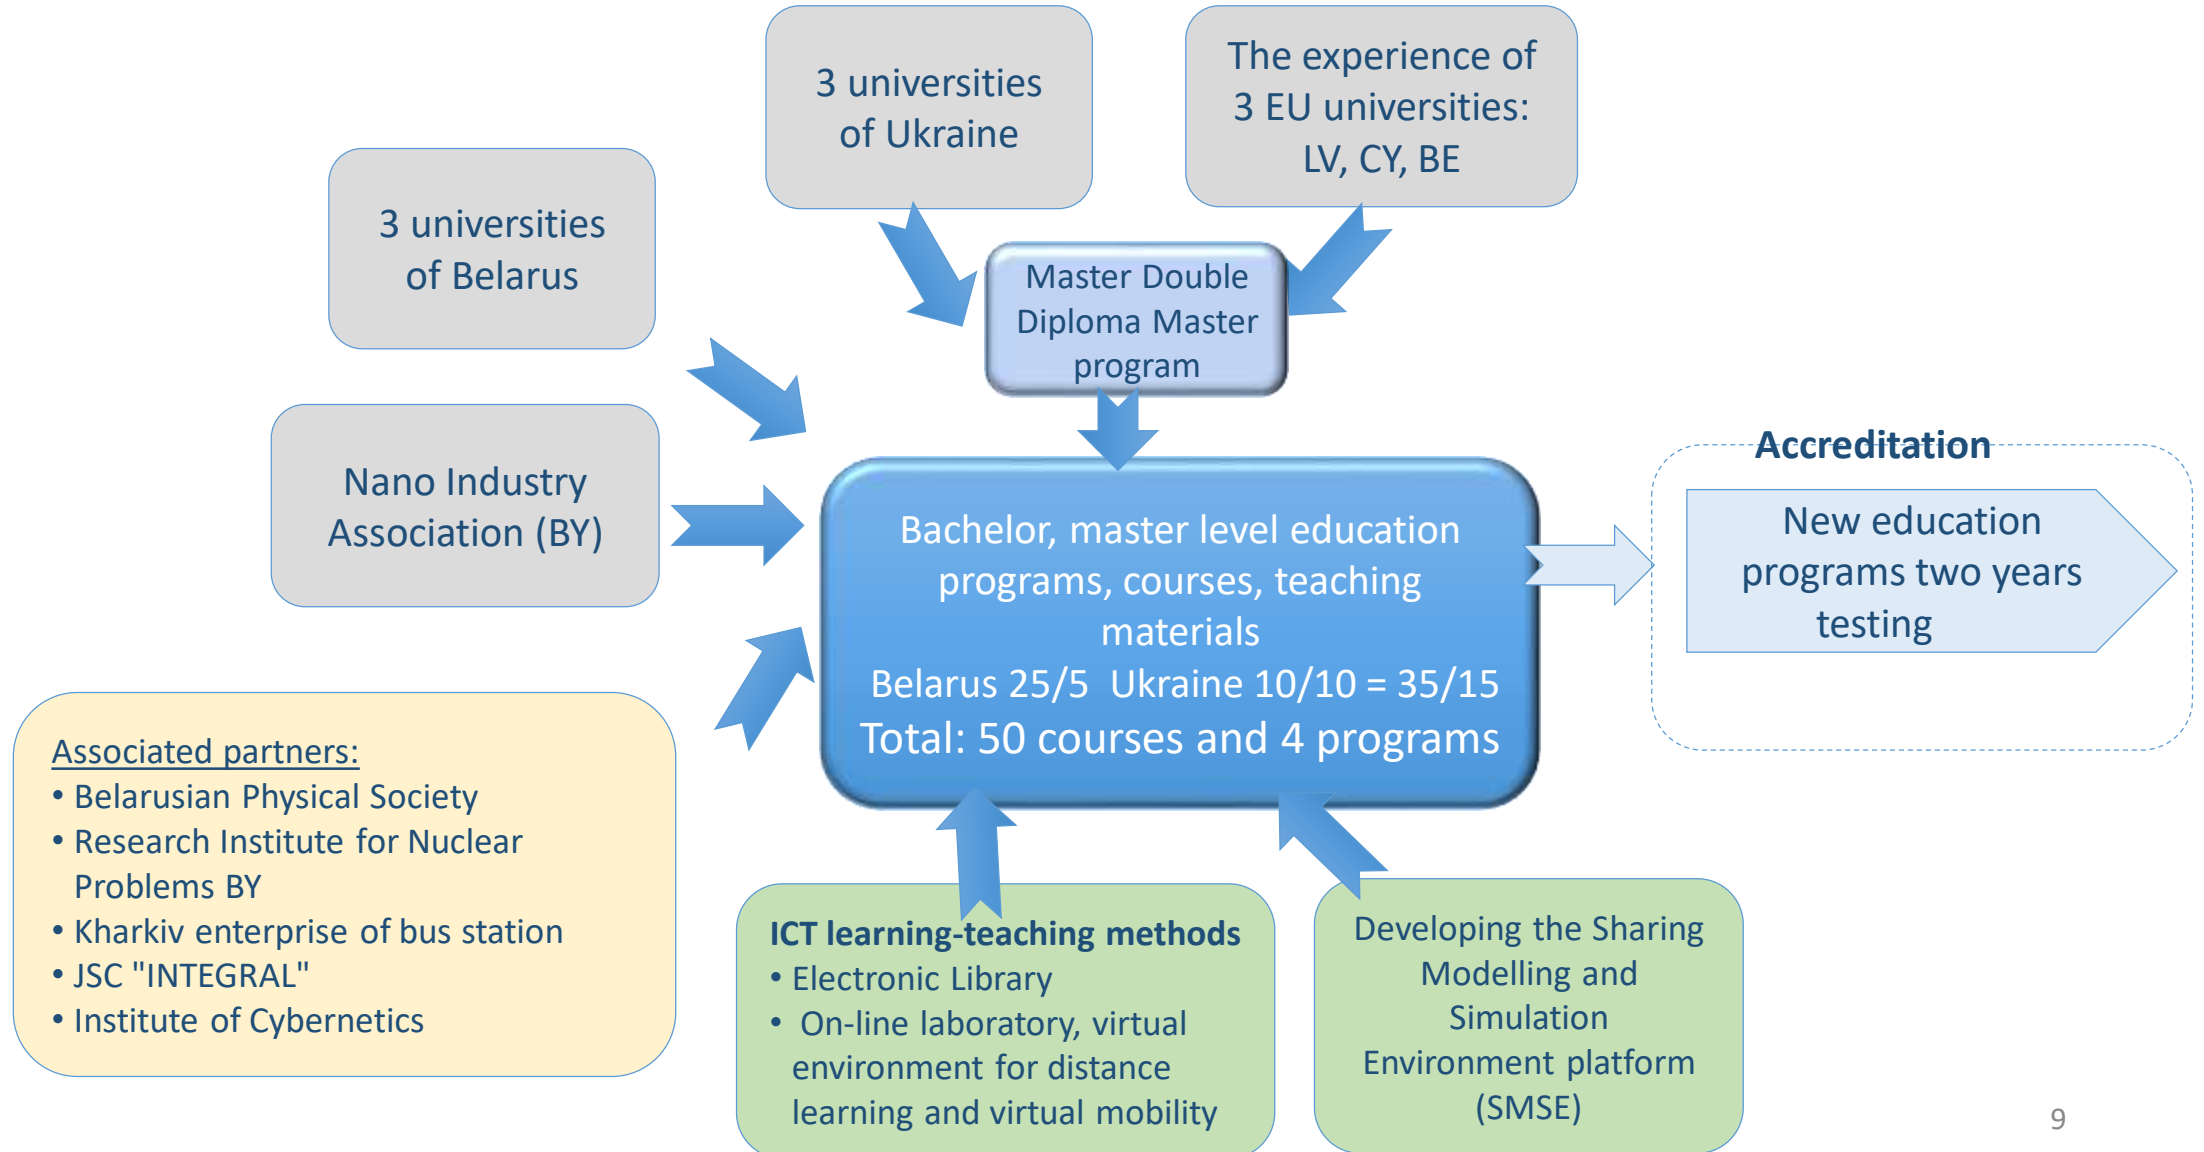 3 universities
of Ukraine
The experience of
3 EU universities:
LV, CY, BE
3 universities
of Belarus
Master Double
Diploma Master
program
Nano Industry
Association (BY)
Bachelor, master level education
programs, courses, teaching
materials
Belarus 25/5 Ukraine 10/10 = 35/15
Total: 50 courses and 4 programs
Accreditation
New education
programs two years
testing
Associated partners:
• Belarusian Physical Society
• Research Institute for Nuclear
Problems BY
• Kharkiv enterprise of bus station
• JSC "INTEGRAL"
• Institute of Cybernetics
ICT learning-teaching methods
• Electronic Library
• On-line laboratory, virtual
environment for distance
learning and virtual mobility
Developing the Sharing
Modelling and
Simulation
Environment platform
(SMSE)
9